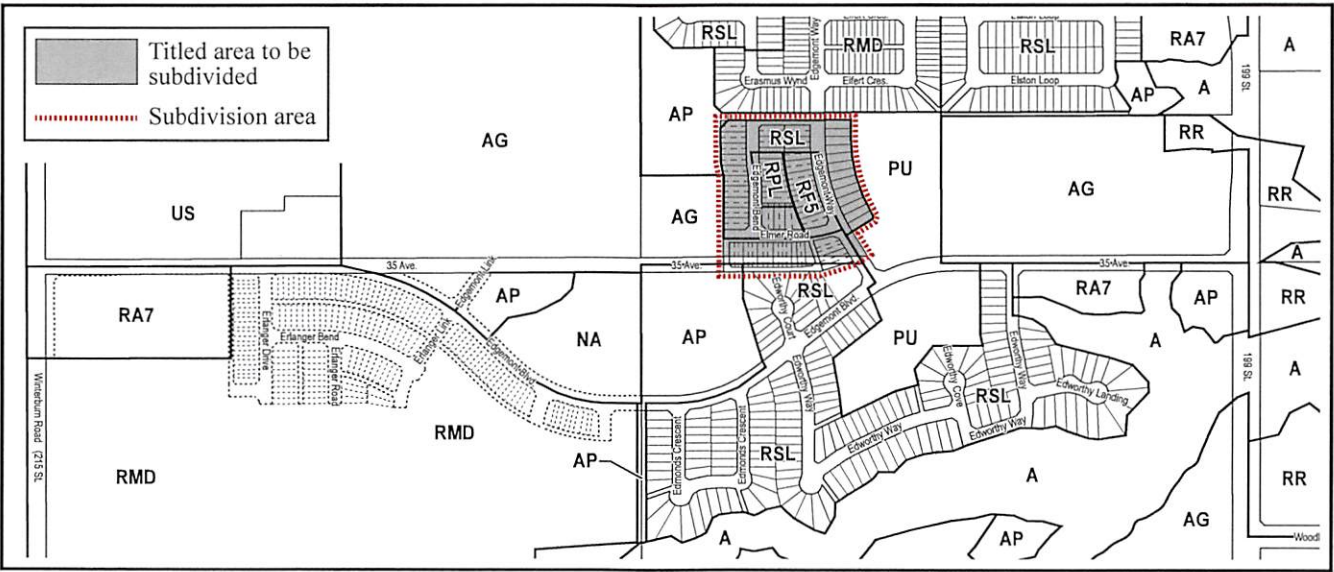 Titled area to be
subdivided
Subdivision area
RSL
Edgemont Way
RMD
Erasmus Wynd
Eifert Cres.
Elston Loop
RSL
Elston Loop
RA7
A
199 St.
AP
A
AP
AG
RR
RSL
Edgemont Way
PU
AG
RPL
RF5
Edgemont Bend
Elmer Road
US
AG
RR
A
35 Ave.
35 Ave.
35 Ave.
Edgemont Link
AP
RSL
RA7
AP
RR
RA7
Erlanger Drive
Erlanger Bend
Erlanger Road
Erlanger Link
Edgemont Blvd.
NA
AP
Edworthy Court
Edgemont Blvd.
PU
Edworthy Way
A
199 St.
A
Edworthy Way
Edworthy Cove
RSL
Edworthy Landing
Winterburn Road (215 St.
RMD
Edworthy Way
Edworthy Way
RMD
AP
Edmonds Crescent
Edmonds Crescent
RSL
A
RR
AG
A
AP
Woodl